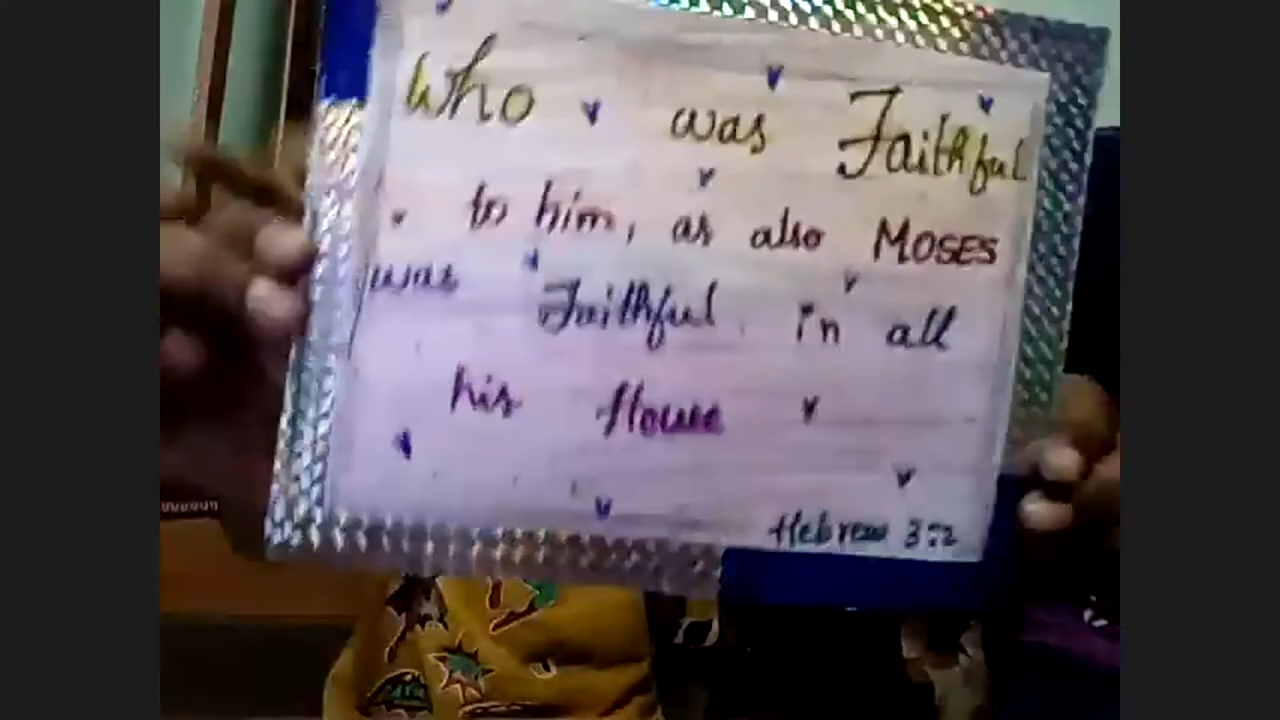 Who was Faithful
to him, as also MOSES
was Faithful in all
his House
Hebrew 3:2